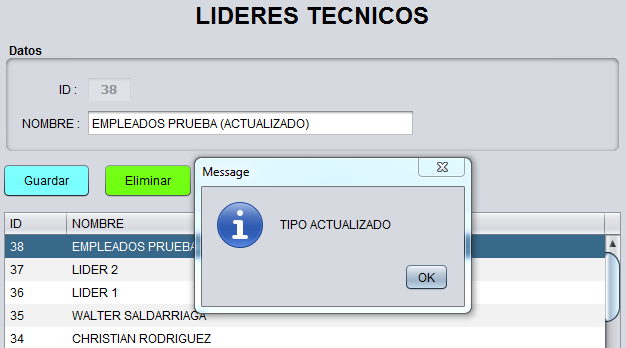 LIDERES TECNICOS
Datos
ID : 38
NOMBRE : EMPLEADOS PRUEBA (ACTUALIZADO)
Guardar Eliminar
Message
TIPO ACTUALIZADO
OK
ID NOMBRE
38 EMPLEADOS PRUEBA
37 LIDER 2
36 LIDER 1
35 WALTER SALDARRIAGA
34 CHRISTIAN RODRIGUEZ